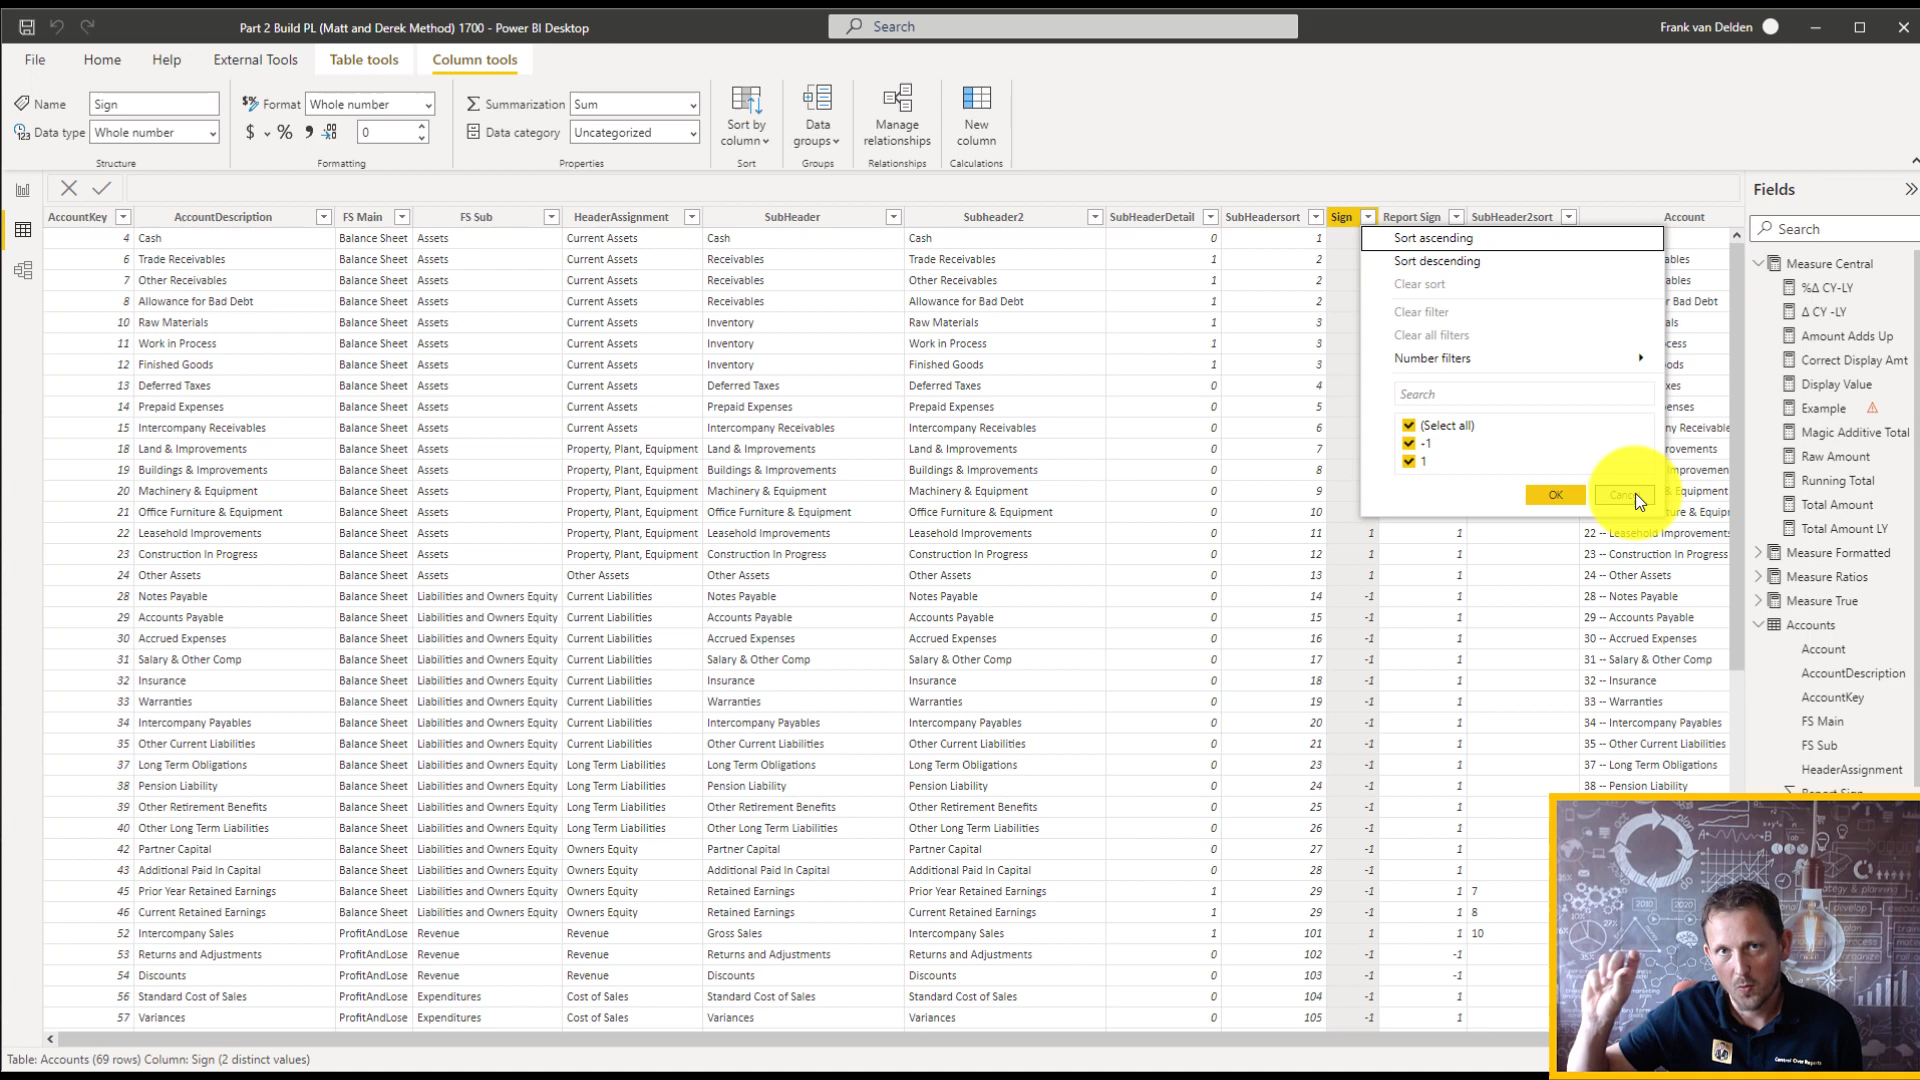 Part 2 Build PL (Matt and Derek Method) 1700 - Power BI Desktop
Search
Frank van Delden
File Home Help External Tools Table tools Column tools
Name Sign Format Whole number Summarization Sum
Data type Whole number $ % 0 Data category Uncategorized
Sort by column Data groups Manage relationships New column
Structure Formatting Properties Sort Groups Relationships Calculations
AccountKey AccountDescription FS Main FS Sub HeaderAssignment SubHeader Subheader2 SubHeaderDetail SubHeadersort Sign Report Sign SubHeader2sort Account
4 Cash Balance Sheet Assets Current Assets Cash Cash 0 1
6 Trade Receivables Balance Sheet Assets Current Assets Receivables Trade Receivables 1 2 ables
7 Other Receivables Balance Sheet Assets Current Assets Receivables Other Receivables 1 2 ables
8 Allowance for Bad Debt Balance Sheet Assets Current Assets Receivables Allowance for Bad Debt 1 2 or Bad Debt
10 Raw Materials Balance Sheet Assets Current Assets Inventory Raw Materials 1 3 als
11 Work in Process Balance Sheet Assets Current Assets Inventory Work in Process 1 3 cess
12 Finished Goods Balance Sheet Assets Current Assets Inventory Finished Goods 1 3 ods
13 Deferred Taxes Balance Sheet Assets Current Assets Deferred Taxes Deferred Taxes 0 4 xes
14 Prepaid Expenses Balance Sheet Assets Current Assets Prepaid Expenses Prepaid Expenses 0 5 enses
15 Intercompany Receivables Balance Sheet Assets Current Assets Intercompany Receivables Intercompany Receivables 0 6 ny Receivable
18 Land & Improvements Balance Sheet Assets Property, Plant, Equipment Land & Improvements Land & Improvements 0 7 rovements
19 Buildings & Improvements Balance Sheet Assets Property, Plant, Equipment Buildings & Improvements Buildings & Improvements 0 8 Improvemen
20 Machinery & Equipment Balance Sheet Assets Property, Plant, Equipment Machinery & Equipment Machinery & Equipment 0 9 & Equipment
21 Office Furniture & Equipment Balance Sheet Assets Property, Plant, Equipment Office Furniture & Equipment Office Furniture & Equipment 0 10 ture & Equip
22 Leasehold Improvements Balance Sheet Assets Property, Plant, Equipment Leasehold Improvements Leasehold Improvements 0 11 1 1 22 -- Leasehold Improvements
23 Construction In Progress Balance Sheet Assets Property, Plant, Equipment Construction In Progress Construction In Progress 0 12 1 1 23 -- Construction In Progress
24 Other Assets Balance Sheet Assets Other Assets Other Assets Other Assets 0 13 1 1 24 -- Other Assets
28 Notes Payable Balance Sheet Liabilities and Owners Equity Current Liabilities Notes Payable Notes Payable 0 14 -1 1 28 -- Notes Payable
29 Accounts Payable Balance Sheet Liabilities and Owners Equity Current Liabilities Accounts Payable Accounts Payable 0 15 -1 1 29 -- Accounts Payable
30 Accrued Expenses Balance Sheet Liabilities and Owners Equity Current Liabilities Accrued Expenses Accrued Expenses 0 16 -1 1 30 -- Accrued Expenses
31 Salary & Other Comp Balance Sheet Liabilities and Owners Equity Current Liabilities Salary & Other Comp Salary & Other Comp 0 17 -1 1 31 -- Salary & Other Comp
32 Insurance Balance Sheet Liabilities and Owners Equity Current Liabilities Insurance Insurance 0 18 -1 1 32 -- Insurance
33 Warranties Balance Sheet Liabilities and Owners Equity Current Liabilities Warranties Warranties 0 19 -1 1 33 -- Warranties
34 Intercompany Payables Balance Sheet Liabilities and Owners Equity Current Liabilities Intercompany Payables Intercompany Payables 0 20 -1 1 34 -- Intercompany Payables
35 Other Current Liabilities Balance Sheet Liabilities and Owners Equity Current Liabilities Other Current Liabilities Other Current Liabilities 0 21 -1 1 35 -- Other Current Liabilities
37 Long Term Obligations Balance Sheet Liabilities and Owners Equity Long Term Liabilities Long Term Obligations Long Term Obligations 0 23 -1 1 37 -- Long Term Obligations
38 Pension Liability Balance Sheet Liabilities and Owners Equity Long Term Liabilities Pension Liability Pension Liability 0 24 -1 1 38 -- Pension Liability
39 Other Retirement Benefits Balance Sheet Liabilities and Owners Equity Long Term Liabilities Other Retirement Benefits Other Retirement Benefits 0 25 -1 1
40 Other Long Term Liabilities Balance Sheet Liabilities and Owners Equity Long Term Liabilities Other Long Term Liabilities Other Long Term Liabilities 0 26 -1 1
42 Partner Capital Balance Sheet Liabilities and Owners Equity Owners Equity Partner Capital Partner Capital 0 27 -1 1
43 Additional Paid In Capital Balance Sheet Liabilities and Owners Equity Owners Equity Additional Paid In Capital Additional Paid In Capital 0 28 -1 1
45 Prior Year Retained Earnings Balance Sheet Liabilities and Owners Equity Owners Equity Retained Earnings Prior Year Retained Earnings 1 29 -1 1 7
46 Current Retained Earnings Balance Sheet Liabilities and Owners Equity Owners Equity Retained Earnings Current Retained Earnings 1 29 -1 1 8
52 Intercompany Sales ProfitAndLose Revenue Revenue Gross Sales Intercompany Sales 1 101 1 1 10
53 Returns and Adjustments ProfitAndLose Revenue Revenue Returns and Adjustments Returns and Adjustments 0 102 -1 -1
54 Discounts ProfitAndLose Revenue Revenue Discounts Discounts 0 103 -1 -1
56 Standard Cost of Sales ProfitAndLose Expenditures Cost of Sales Standard Cost of Sales Standard Cost of Sales 0 104 -1 1
57 Variances ProfitAndLose Expenditures Cost of Sales Variances Variances 0 105 -1 1
Table: Accounts (69 rows) Column: Sign (2 distinct values)
Sort ascending
Sort descending
Clear sort
Clear filter
Clear all filters
Number filters
Search
(Select all)
-1
1
OK
Fields
Search
Measure Central
%Δ CY-LY
Δ CY -LY
Amount Adds Up
Correct Display Amt
Display Value
Example
Magic Additive Total
Raw Amount
Running Total
Total Amount
Total Amount LY
Measure Formatted
Measure Ratios
Measure True
Accounts
Account
AccountDescription
AccountKey
FS Main
FS Sub
HeaderAssignment
Report Sign
act
plan
2010
2020
27%
35%
develop
Control Over Reports